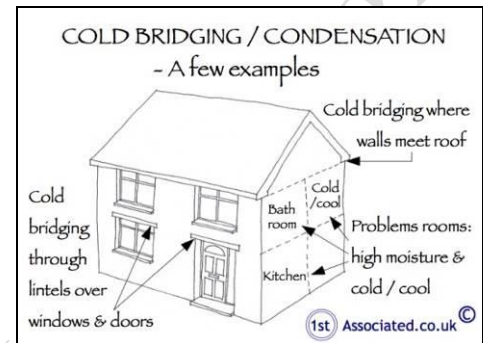 COLD BRIDGING / CONDENSATION
- A few examples
Cold bridging where
walls meet roof
Cold
bridging
through
lintels over
windows & doors
Bath
room
Cold
/cool
Kitchen
Problems rooms:
high moisture &
cold / cool
1st Associated.co.uk ©